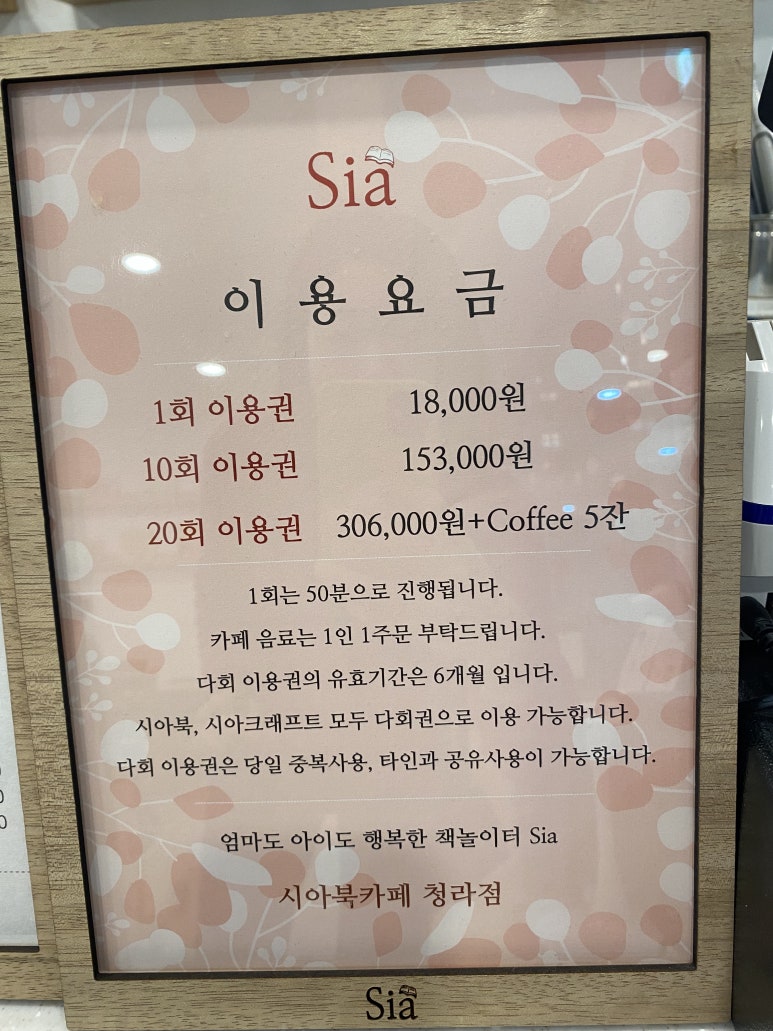 Sia
이용요금
1회 이용권 18,000원
10회 이용권 153,000원
20회 이용권 306,000원+Coffee 5잔
1회는 50분으로 진행됩니다.
카페 음료는 1인 1주문 부탁드립니다.
다회 이용권의 유효기간은 6개월 입니다.
시아북, 시아크래프트 모두 다회권으로 이용 가능합니다.
다회 이용권은 당일 중복사용, 타인과 공유사용이 가능합니다.
엄마도 아이도 행복한 책놀이터 Sia
시아북카페 청라점
Sia